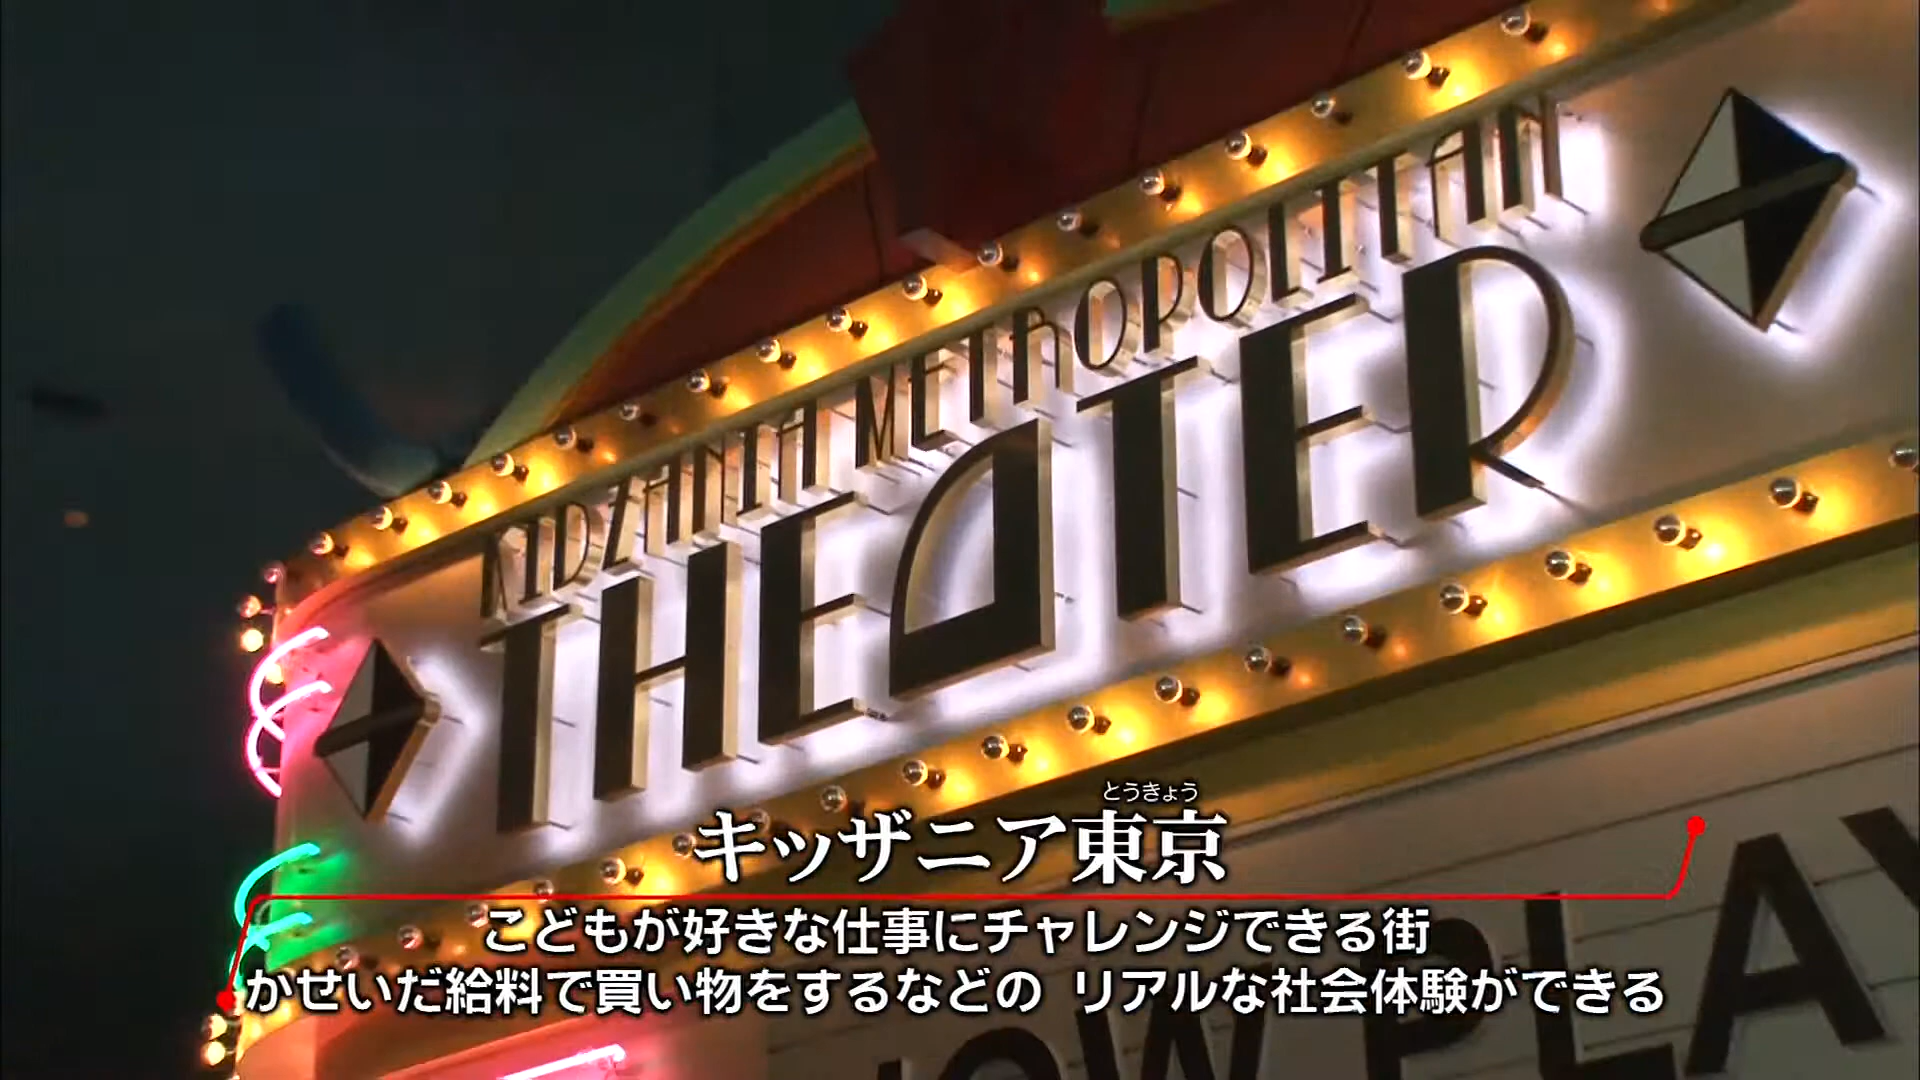 KIDZANIA METROPOLITAN
THEATER
とうきょう
キッザニア東京
こどもが好きな仕事にチャレンジできる街
かせいだ給料で買い物をするなどの リアルな社会体験ができる
NOW PLAY